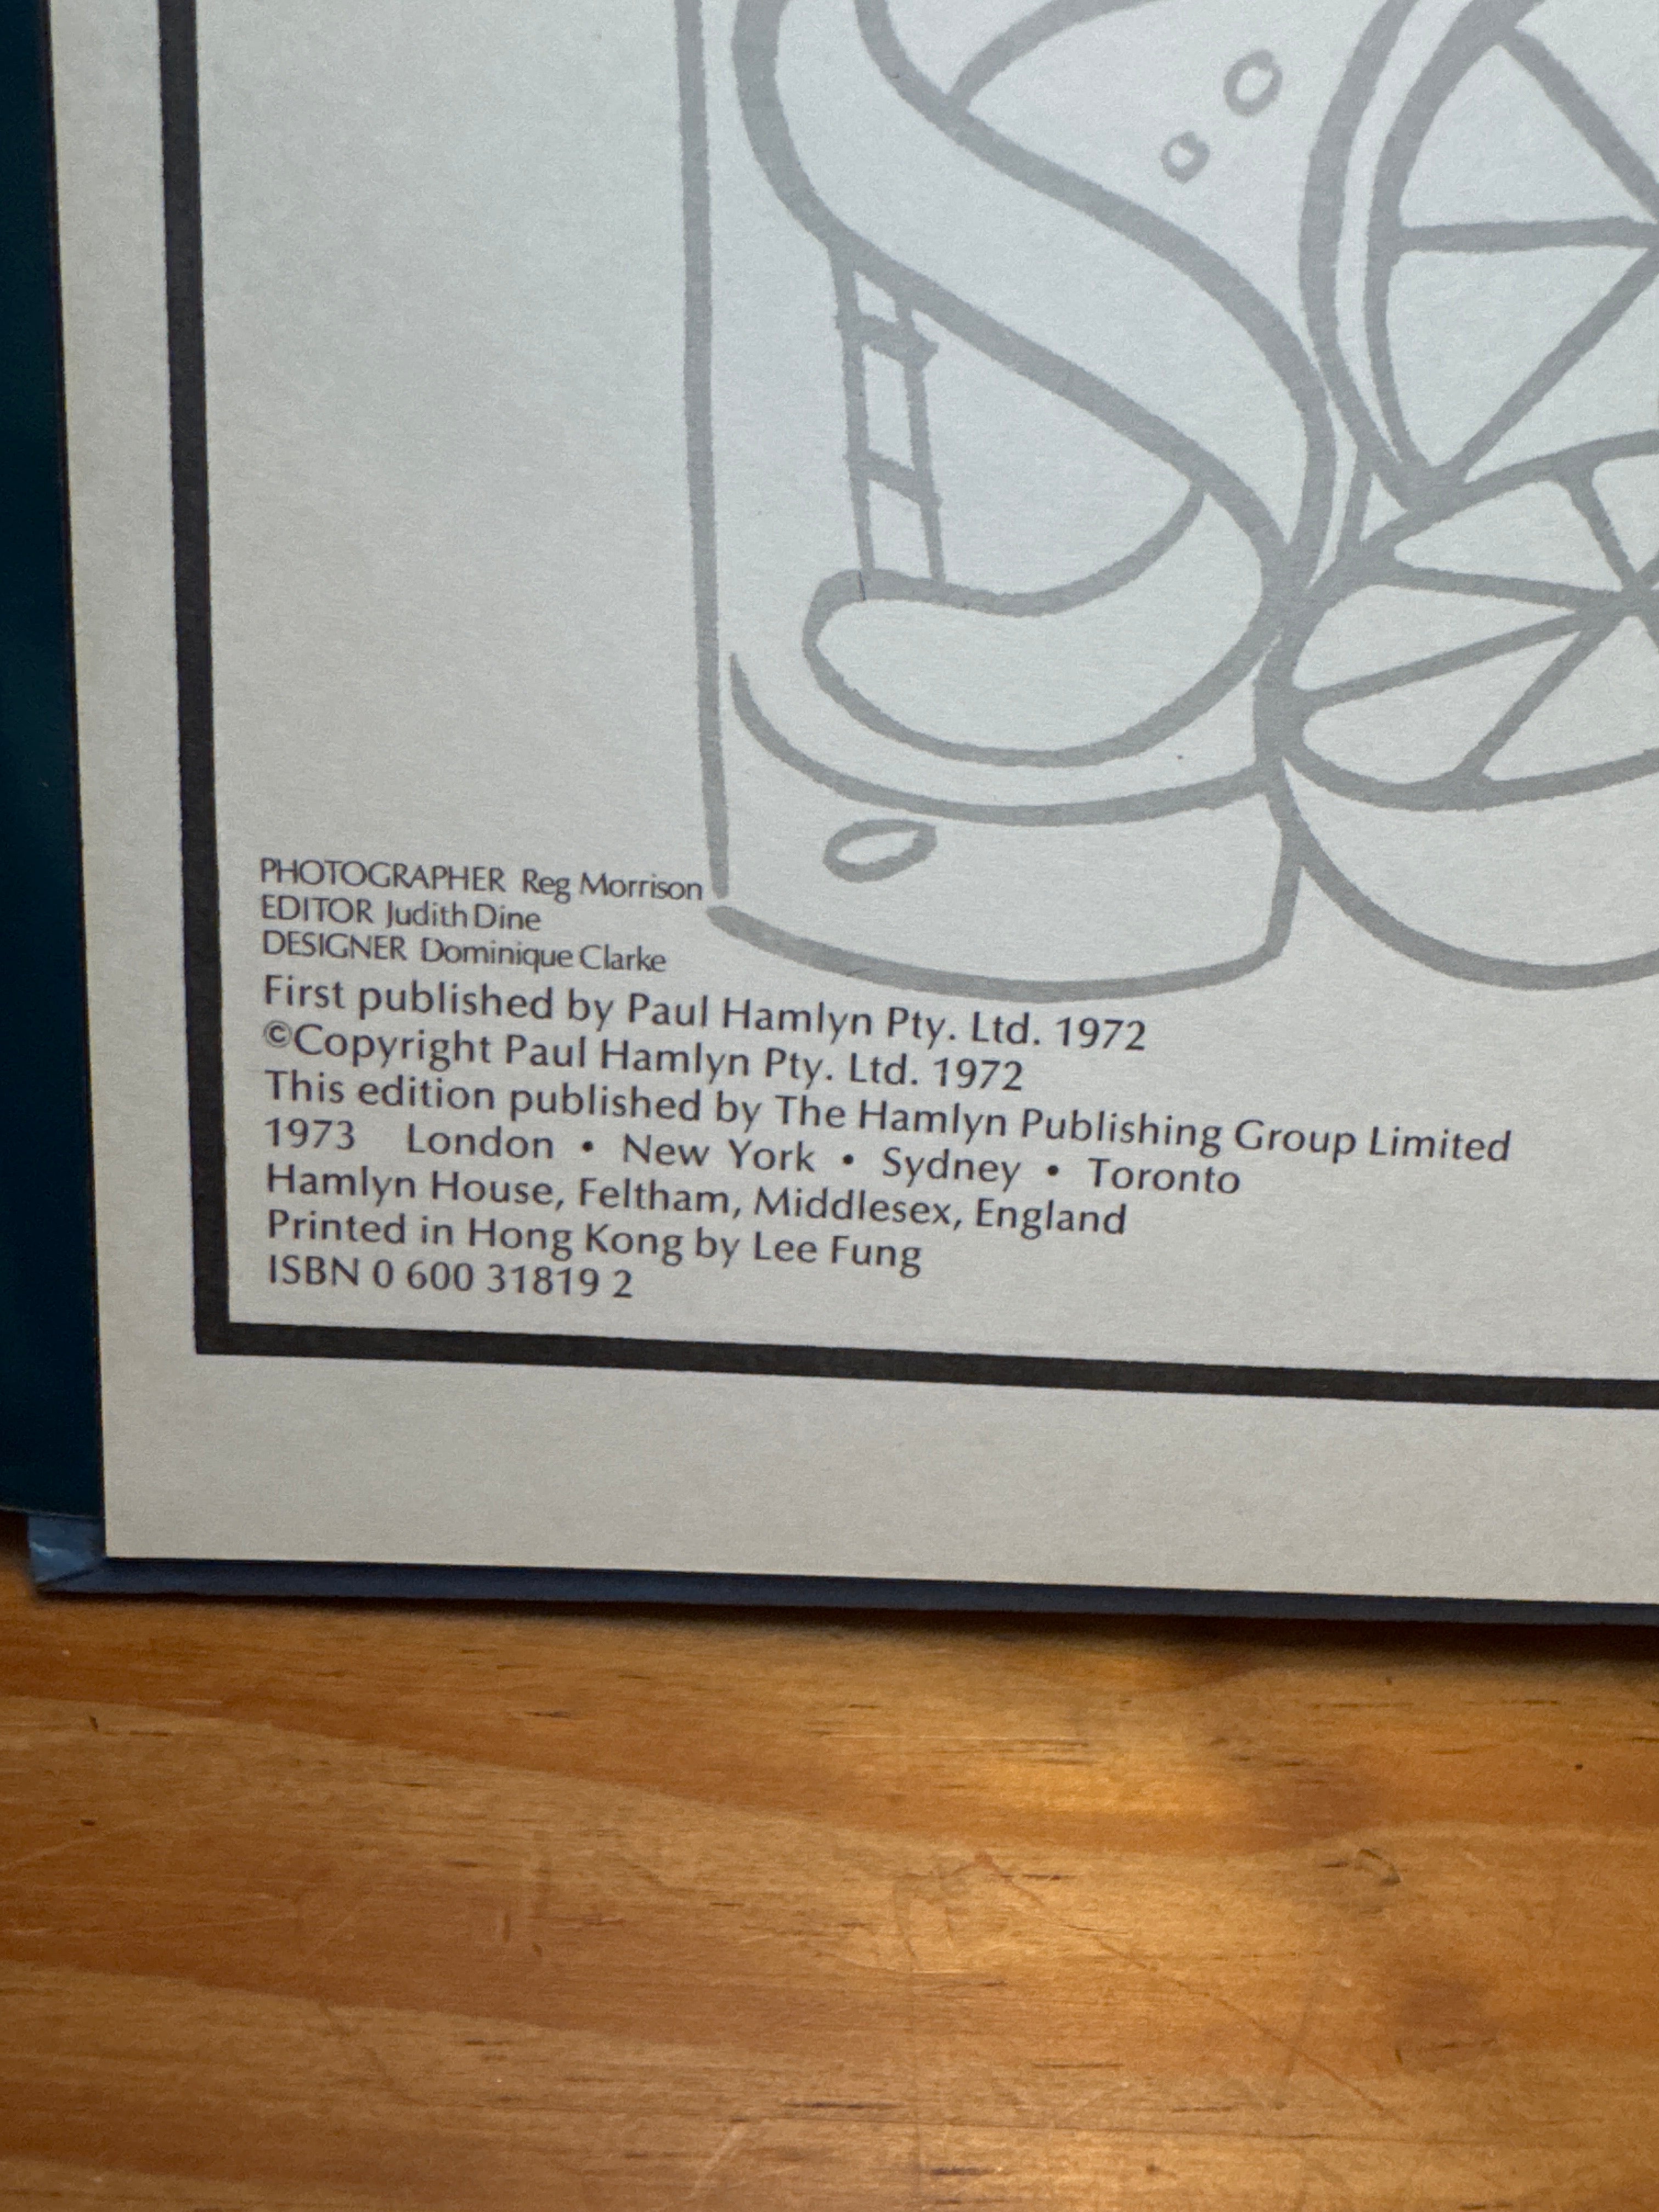 PHOTOGRAPHER Reg Morrison
EDITOR Judith Dine
DESIGNER Dominique Clarke
First published by Paul Hamlyn Pty. Ltd. 1972
©Copyright Paul Hamlyn Pty. Ltd. 1972
This edition published by The Hamlyn Publishing Group Limited
1973 London • New York • Sydney • Toronto
Hamlyn House, Feltham, Middlesex, England
Printed in Hong Kong by Lee Fung
ISBN 0 600 31819 2